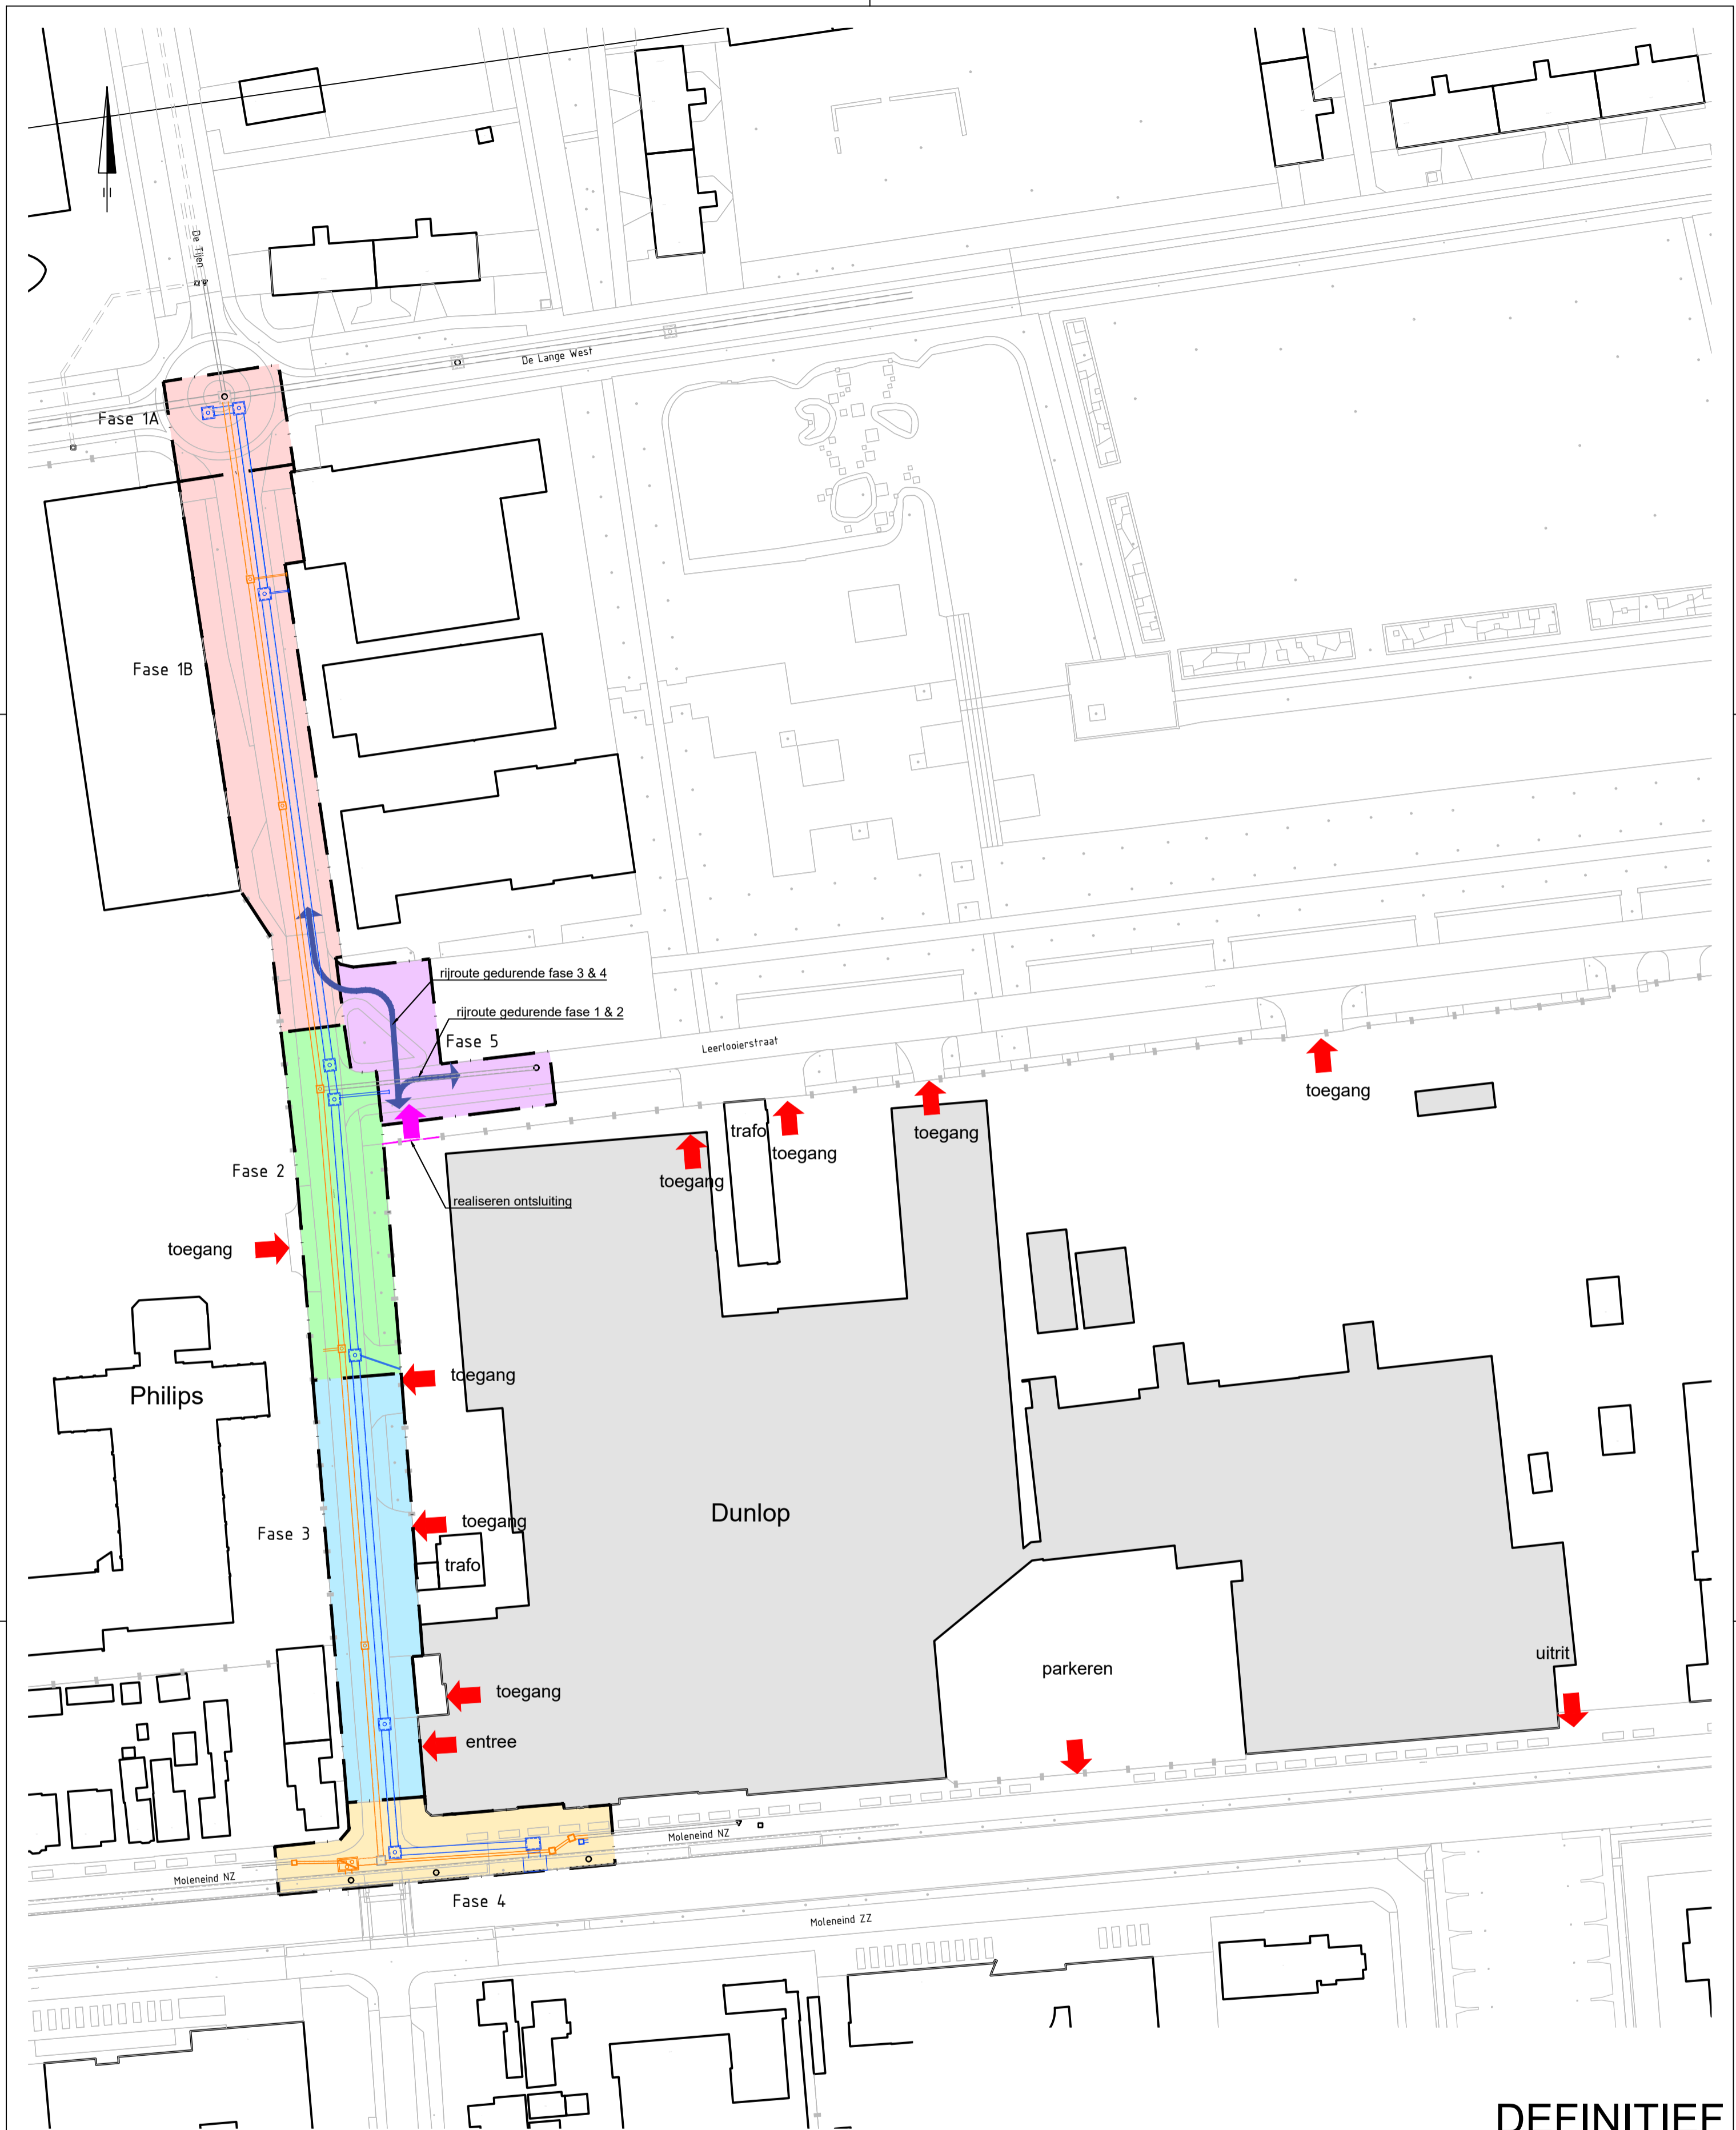 De Tijen
De Lange West
Fase 1A
Fase 1B
rijroute gedurende fase 3 & 4
rijroute gedurende fase 1 & 2
Fase 5
Leerlooierstraat
toegang
trafo
toegang
toegang
toegang
Fase 2
realiseren ontsluiting
toegang
toegang
Philips
Dunlop
toegang
Fase 3
trafo
uitrit
parkeren
toegang
entree
Moleneind NZ
Moleneind NZ
Fase 4
Moleneind ZZ
DEFINITIEF